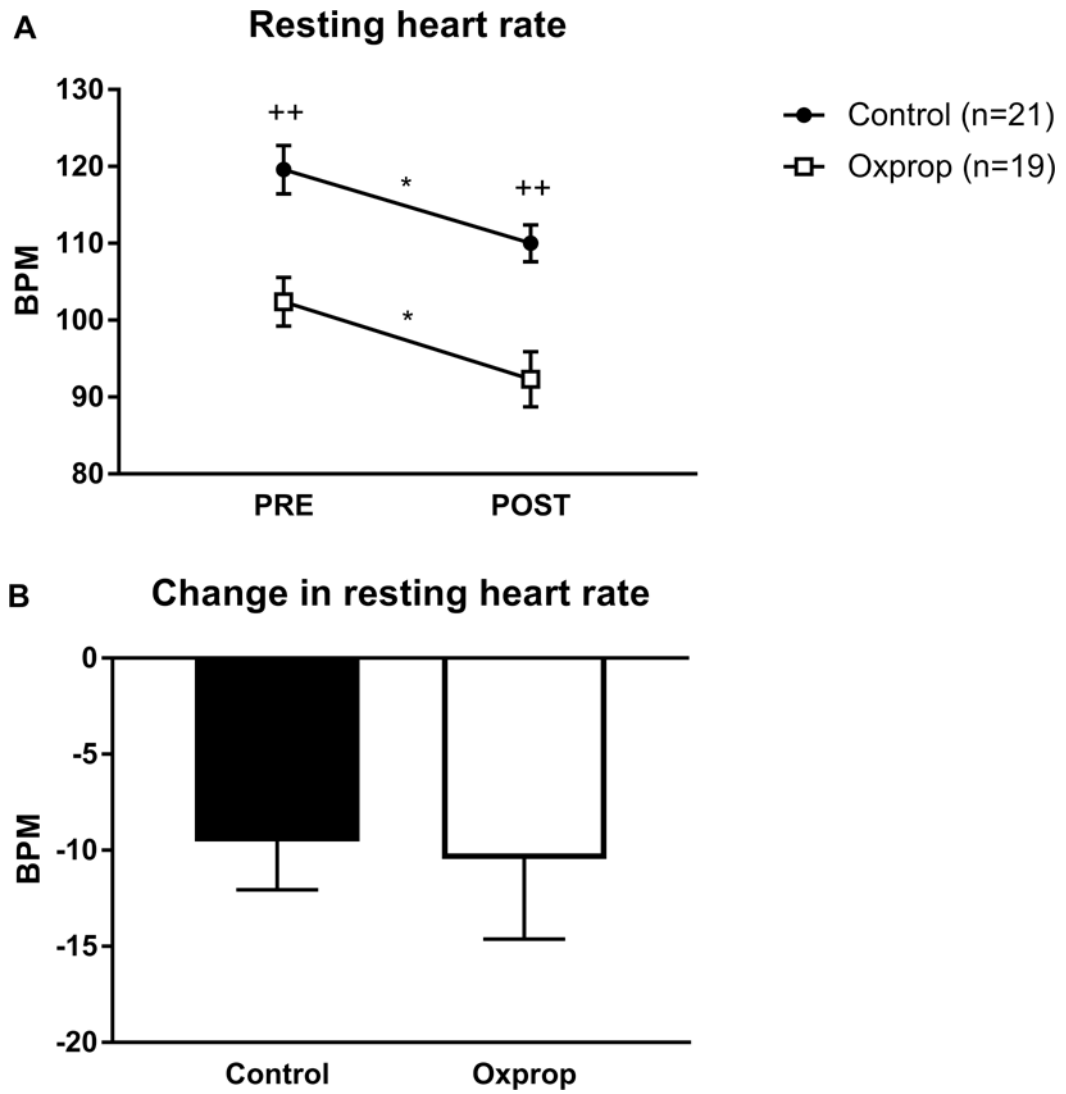 A
Resting heart rate
130
120
110
100
90
80
BPM
++
*
++
*
PRE
POST
Control (n=21)
Oxprop (n=19)
B
Change in resting heart rate
0
-5
-10
-15
-20
BPM
Control
Oxprop